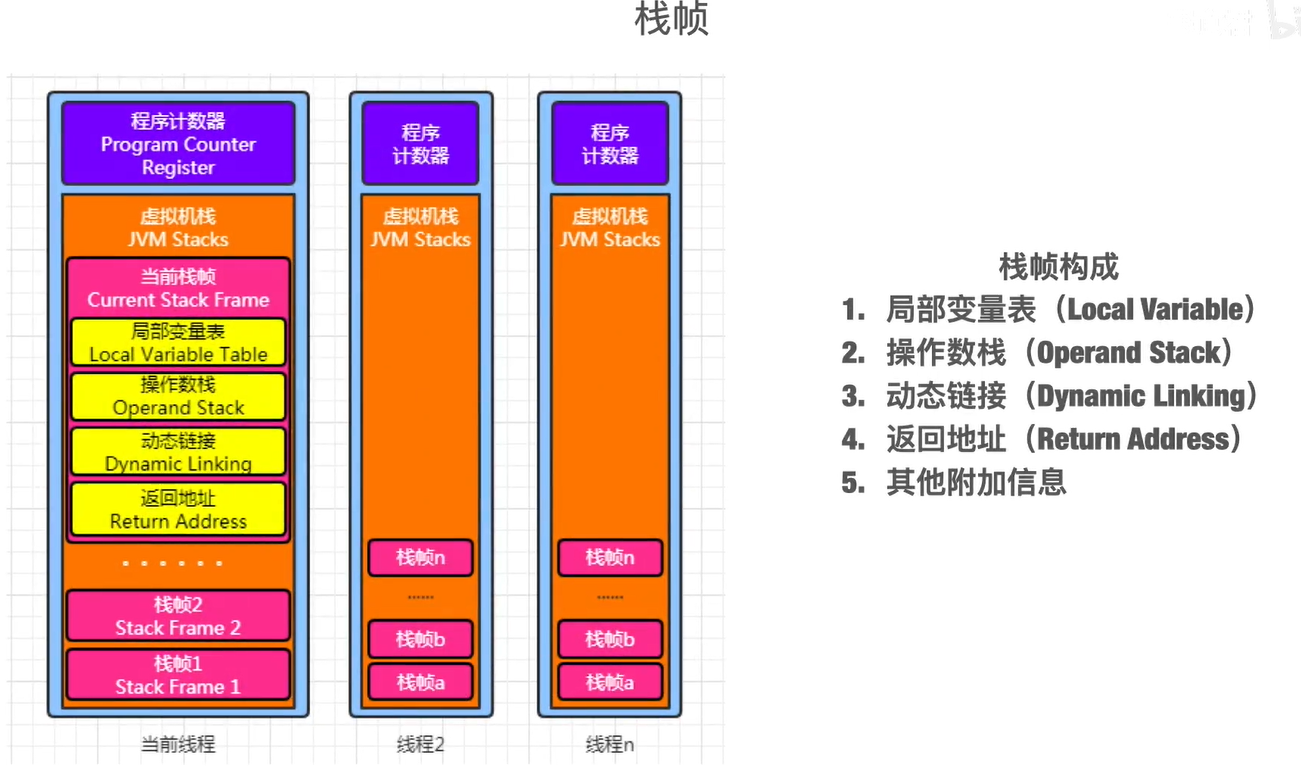 栈帧
程序计数器
Program Counter
Register
虚拟机栈
JVM Stacks
当前栈帧
Current Stack Frame
局部变量表
Local Variable Table
操作数栈
Operand Stack
动态链接
Dynamic Linking
返回地址
Return Address
......
栈帧2
Stack Frame 2
栈帧1
Stack Frame 1
当前线程
程序
计数器
虚拟机栈
JVM Stacks
栈帧n
......
栈帧b
栈帧a
线程2
程序
计数器
虚拟机栈
JVM Stacks
栈帧n
......
栈帧b
栈帧a
线程n
栈帧构成
1. 局部变量表（Local Variable）
2. 操作数栈（Operand Stack）
3. 动态链接（Dynamic Linking）
4. 返回地址（Return Address）
5. 其他附加信息